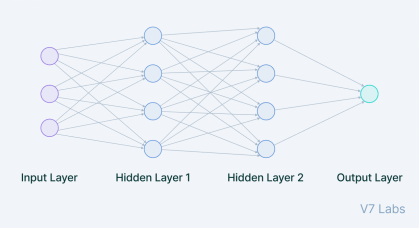 Input Layer
Hidden Layer 1
Hidden Layer 2
Output Layer
V7 Labs